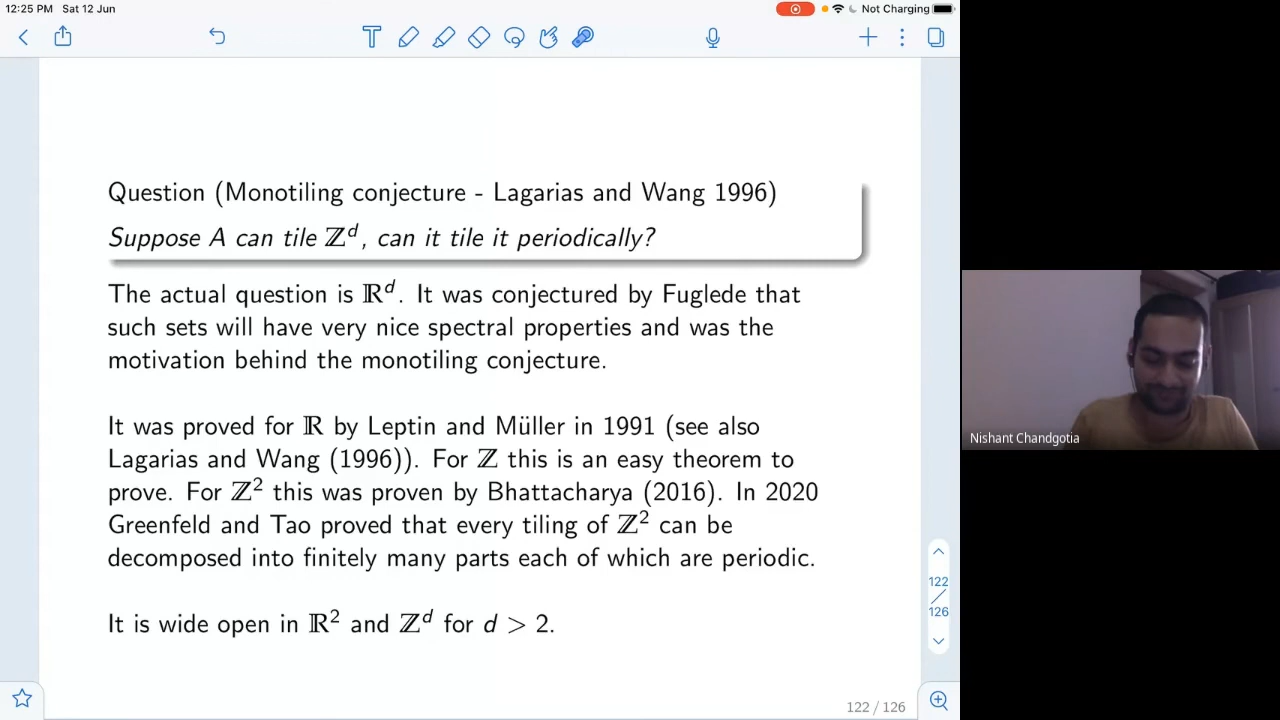 12:25 PM Sat 12 Jun
Not Charging
Question (Monotiling conjecture - Lagarias and Wang 1996)
Suppose A can tile ℤᵈ, can it tile it periodically?
The actual question is ℝᵈ. It was conjectured by Fuglede that
such sets will have very nice spectral properties and was the
motivation behind the monotiling conjecture.
It was proved for ℝ by Leptin and Müller in 1991 (see also
Lagarias and Wang (1996)). For ℤ this is an easy theorem to
prove. For ℤ² this was proven by Bhattacharya (2016). In 2020
Greenfeld and Tao proved that every tiling of ℤ² can be
decomposed into finitely many parts each of which are periodic.
It is wide open in ℝ² and ℤᵈ for d > 2.
122
/
126
122 / 126
Nishant Chandgotia